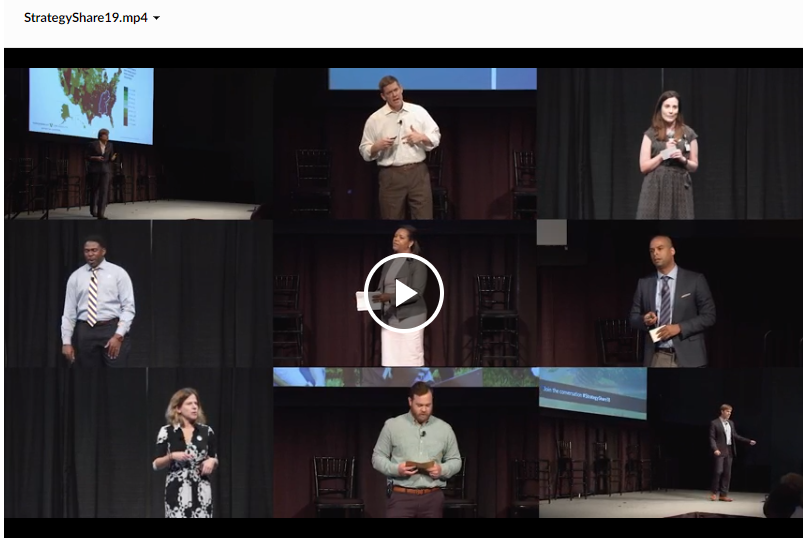 StrategyShare19.mp4
Join the conversation #StrategyShare19